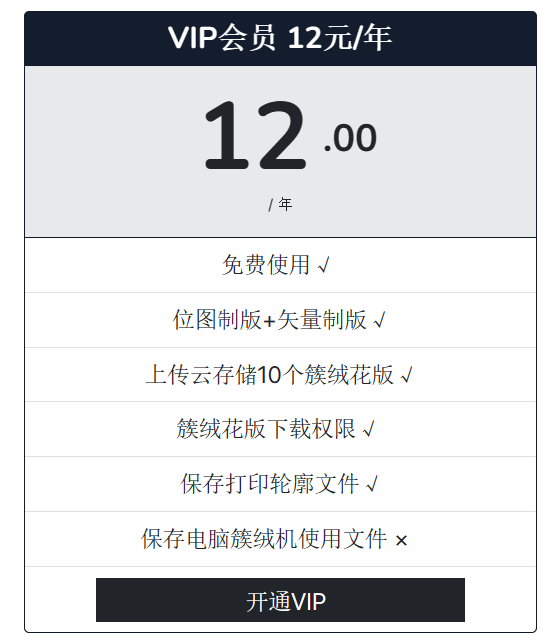 VIP会员 12元/年
12 .00
/ 年
免费使用 √
位图制版+矢量制版 √
上传云存储10个簇绒花版 √
簇绒花版下载权限 √
保存打印轮廓文件 √
保存电脑簇绒机使用文件 ×
开通VIP